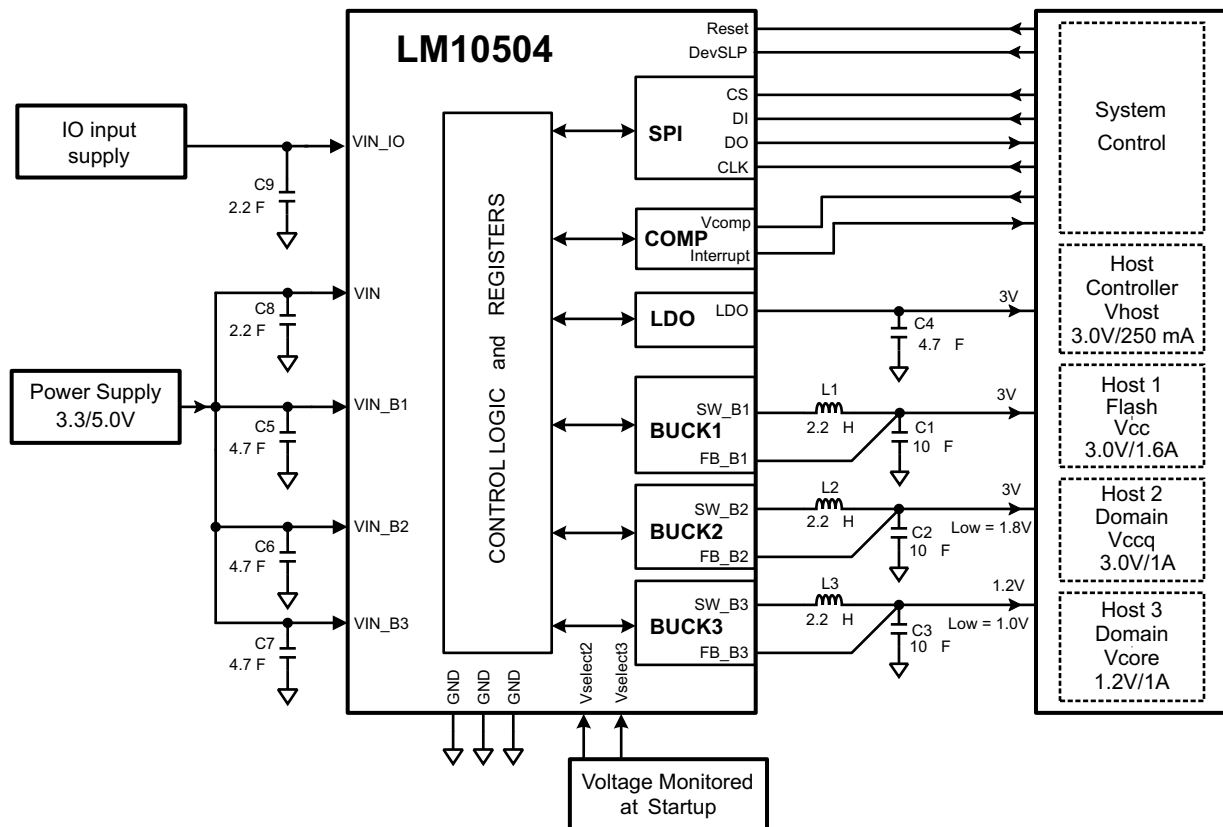 LM10504
IO input
supply
C9
2.2 F
VIN_IO
C8
2.2 F
VIN
Power Supply
3.3/5.0V
C5
4.7 F
VIN_B1
C6
4.7 F
VIN_B2
C7
4.7 F
VIN_B3
CONTROL LOGIC and REGISTERS
GND
GND
GND
Vselect2
Vselect3
Voltage Monitored
at Startup
Reset
DevSLP
SPI
CS
DI
DO
CLK
COMP
Vcomp
Interrupt
LDO
LDO
C4
4.7 F
3V
BUCK1
SW_B1
FB_B1
L1
2.2 H
C1
10 F
3V
BUCK2
SW_B2
FB_B2
L2
2.2 H
C2
10 F
3V
Low = 1.8V
BUCK3
SW_B3
FB_B3
L3
2.2 H
C3
10 F
1.2V
Low = 1.0V
System
Control
Host
Controller
Vhost
3.0V/250 mA
Host 1
Flash
Vcc
3.0V/1.6A
Host 2
Domain
Vccq
3.0V/1A
Host 3
Domain
Vcore
1.2V/1A